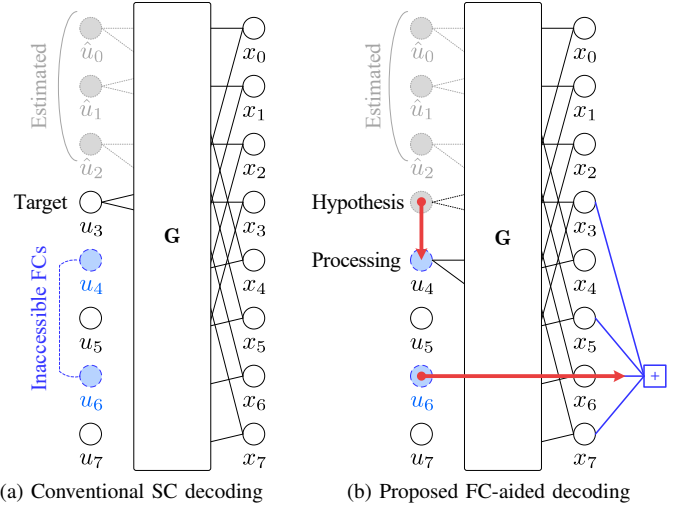 Estimated
û₀
û₁
û₂
Target
u₃
Inaccessible FCs
u₄
u₅
u₆
u₇
G
x₀
x₁
x₂
x₃
x₄
x₅
x₆
x₇
(a) Conventional SC decoding
Estimated
û₀
û₁
û₂
Hypothesis
Processing
u₄
u₅
u₆
u₇
G
x₀
x₁
x₂
x₃
x₄
x₅
x₆
x₇
+
(b) Proposed FC-aided decoding